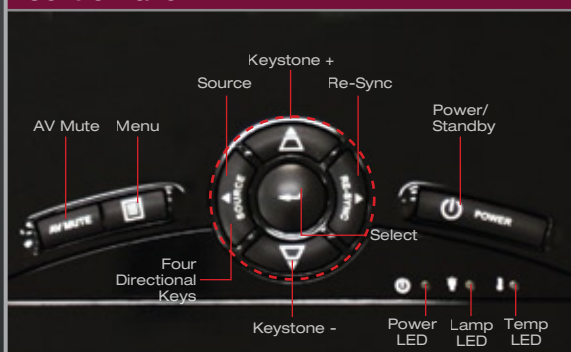 Keystone +
Source
Re-Sync
Power/
Standby
AV Mute
Menu
AV MUTE
SOURCE
RE-SYNC
POWER
Select
Four
Directional
Keys
Keystone -
Power
LED
Lamp
LED
Temp
LED